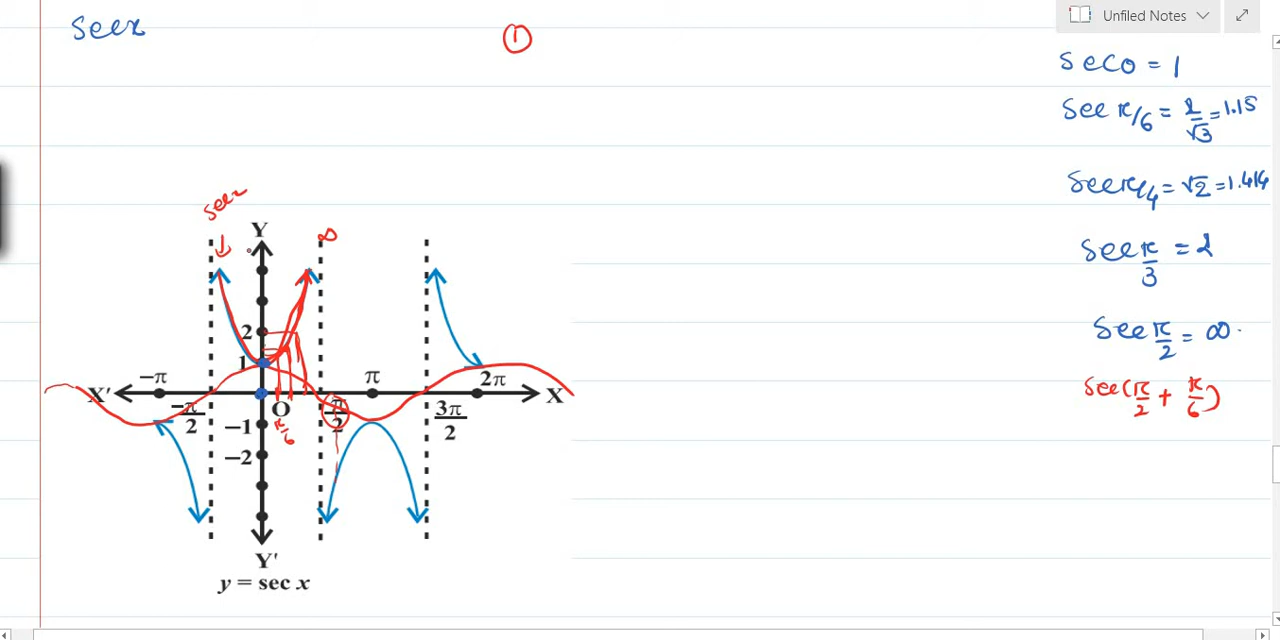 Unfiled Notes
secx
①
sec0 = 1
sec π/6 = 2/√3 = 1.15
sec π/4 = √2 = 1.414
sec π/3 = 2
sec π/2 = ∞
sec(π/2 + π/6)
secx
Y
∞
2
1
−π
π
2π
X'
X
−π/2
O
π/2
3π/2
−1
π/6
−2
Y'
y = sec x